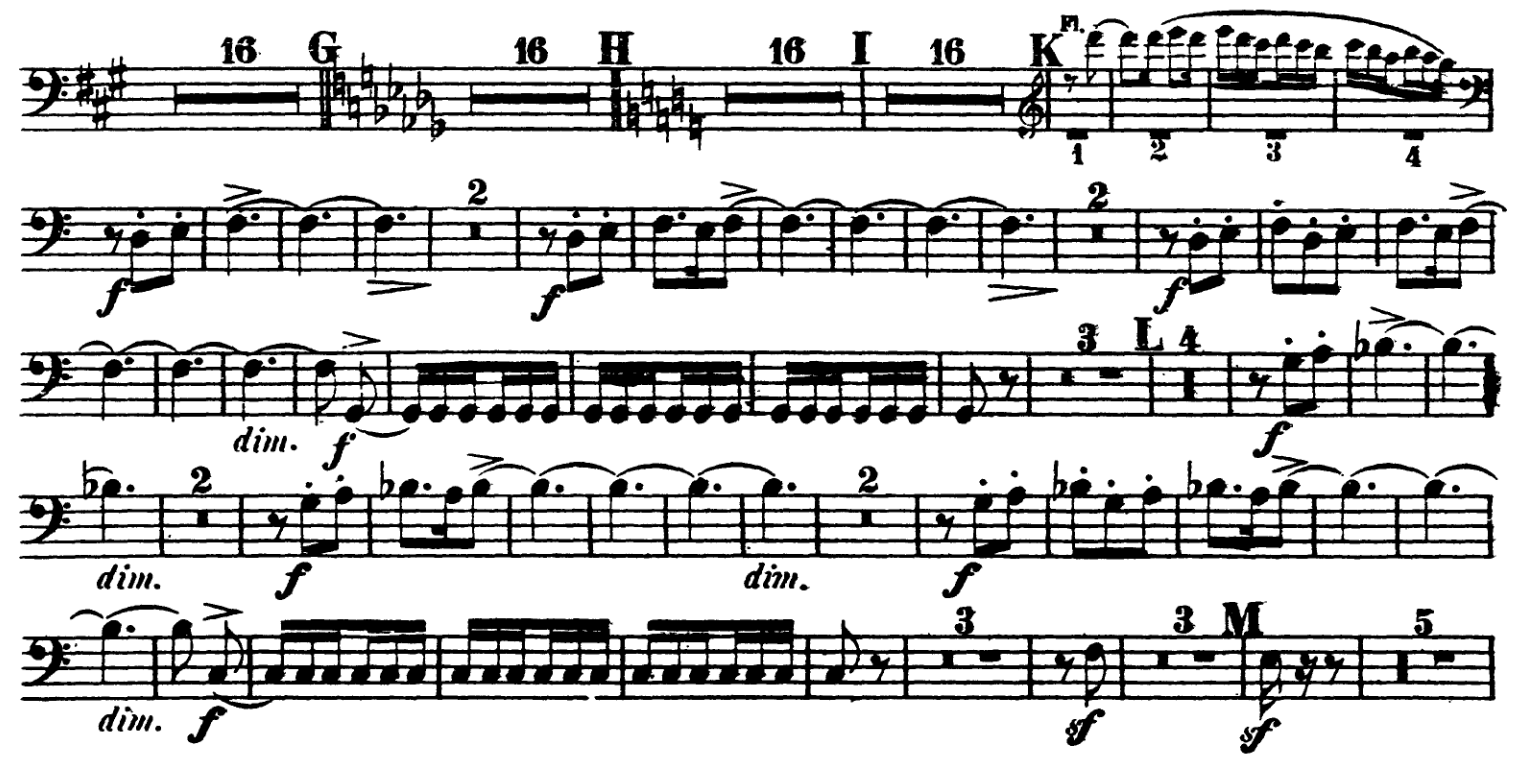 16 G 16 H 16 I 16 K Fl.
1 2 3 4
2 2
f f f
3 L 4
dim. f f
2 2
dim. f dim. f
3 3 M 5
dim. f sf sf